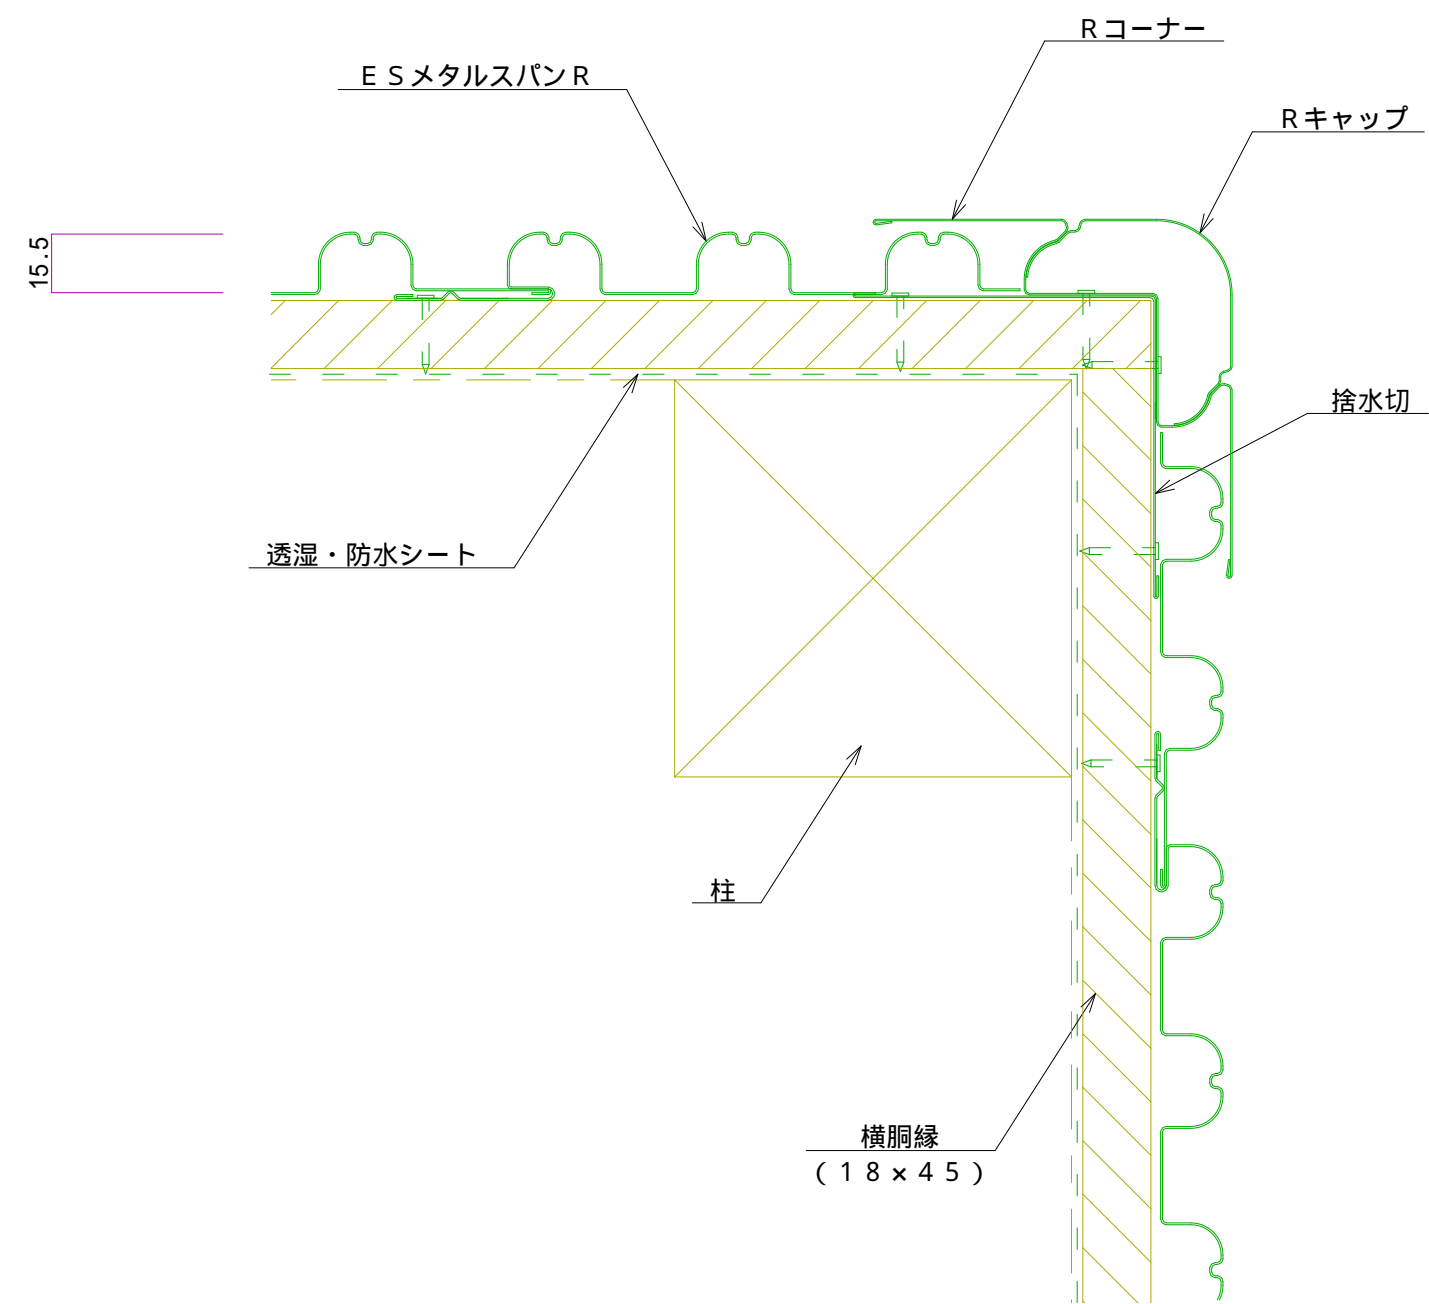 Ｒコーナー
ＥＳメタルスパンＲ
Ｒキャップ
15.5
捨水切
透湿・防水シート
柱
横胴縁
（１８×４５）